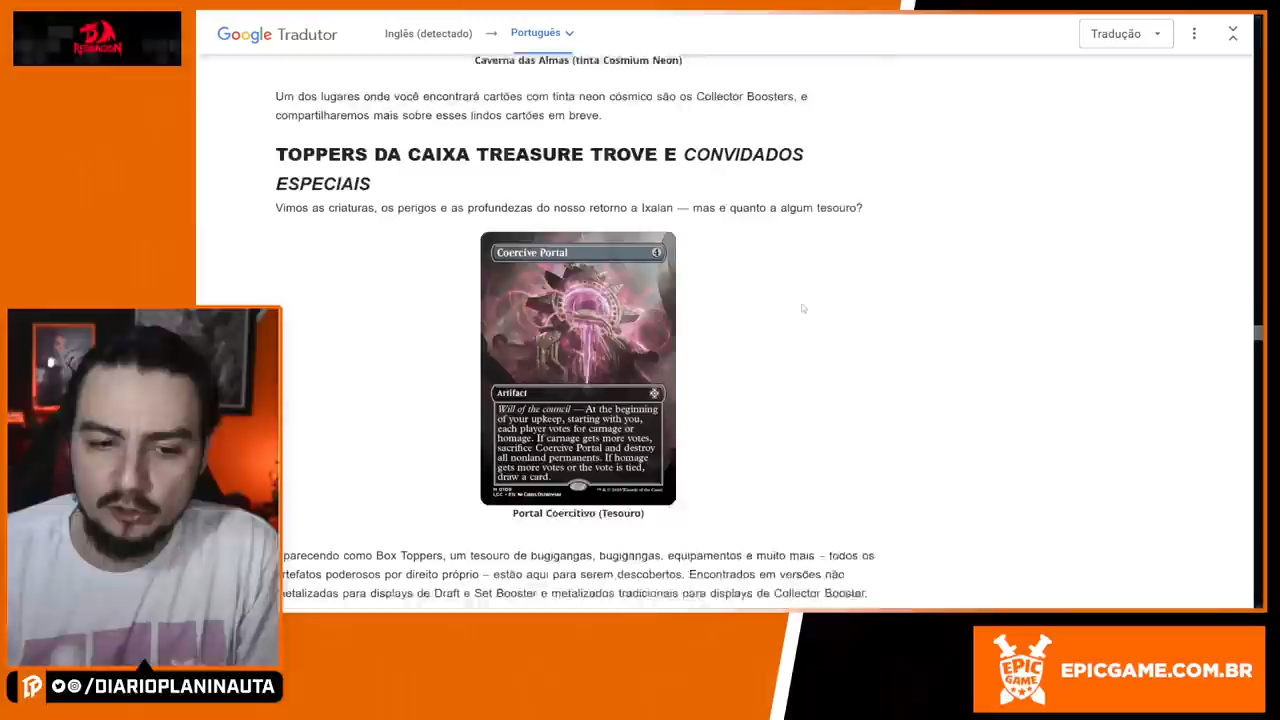 REDRAGON
Google Tradutor
Inglês (detectado) → Português
Tradução
Caverna das Almas (tinta Cosmium Neon)
Um dos lugares onde você encontrará cartões com tinta neon cósmico são os Collector Boosters, e
compartilharemos mais sobre esses lindos cartões em breve.
TOPPERS DA CAIXA TREASURE TROVE E CONVIDADOS
ESPECIAIS
Vimos as criaturas, os perigos e as profundezas do nosso retorno a Ixalan — mas e quanto a algum tesouro?
Coercive Portal 4
Artifact
Will of the council — At the beginning
of your upkeep, starting with you,
each player votes for carnage or
homage. If carnage gets more votes,
sacrifice Coercive Portal and destroy
all nonland permanents. If homage
gets more votes or the vote is tied,
draw a card.
Portal Coercitivo (Tesouro)
parecendo como Box Toppers, um tesouro de bugigangas, bugigangas, equipamentos e muito mais – todos os
rtefatos poderosos por direito próprio – estão aqui para serem descobertos. Encontrados em versões não
metalizadas para displays de Draft e Set Booster e metalizados tradicionais para displays de Collector Booster.
/DIARIOPLANINAUTA
EPIC
GAME
EPICGAME.COM.BR